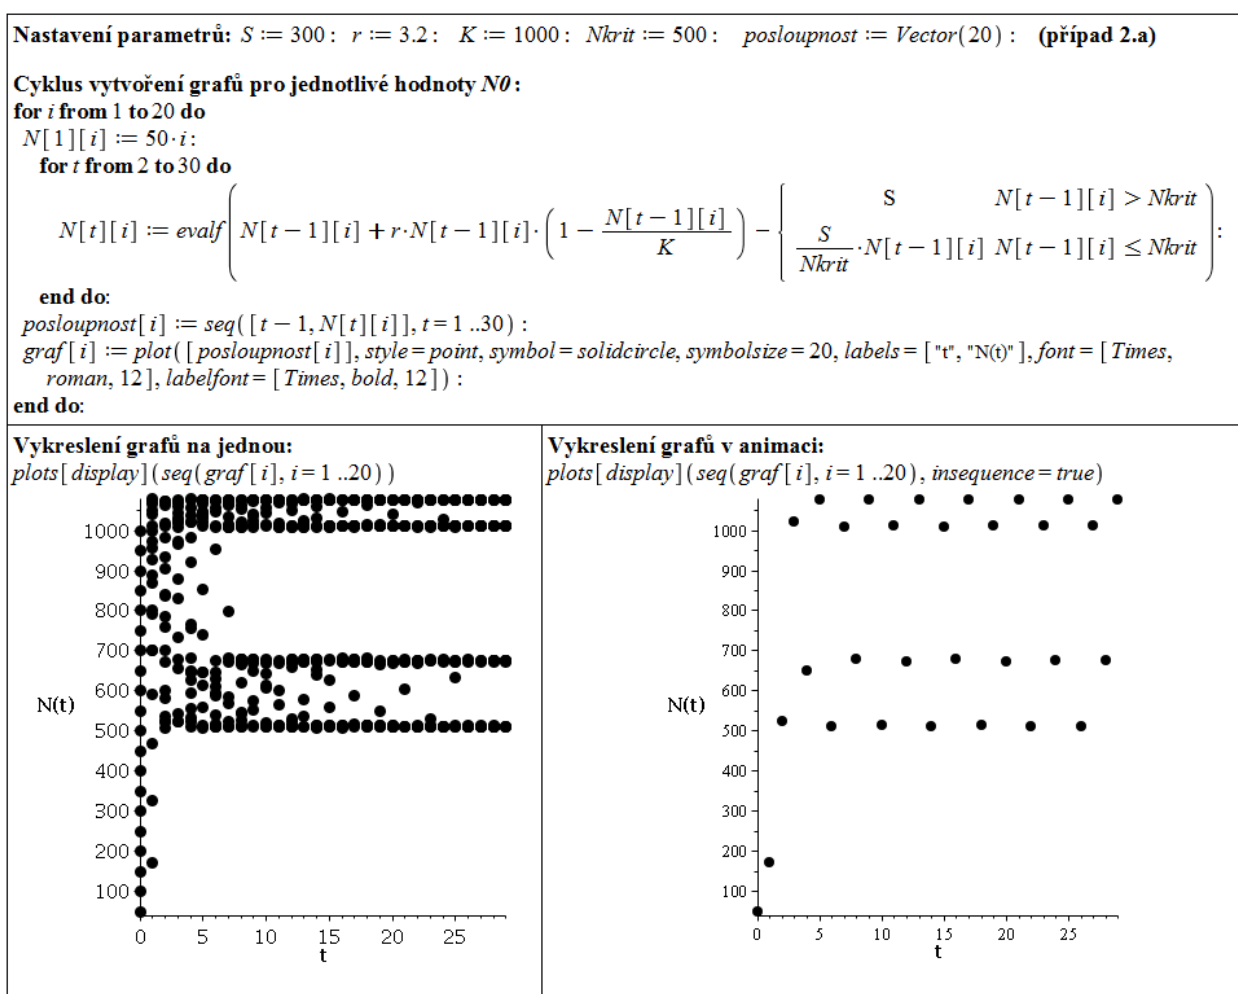 Nastavení parametrů: S := 300 : r := 3.2 : K := 1000 : Nkrit := 500 : posloupnost := Vector(20) : (případ 2.a)
Cyklus vytvoření grafů pro jednotlivé hodnoty N0 :
for i from 1 to 20 do
N[1][i] := 50·i :
for t from 2 to 30 do
N[t][i] := evalf( N[t − 1][i] + r·N[t − 1][i]·( 1 − N[t − 1][i] / K ) − { S N[t − 1][i] > Nkrit
S / Nkrit ·N[t − 1][i] N[t − 1][i] ≤ Nkrit ) :
end do:
posloupnost[i] := seq([t − 1, N[t][i]], t = 1 ..30) :
graf[i] := plot([posloupnost[i]], style = point, symbol = solidcircle, symbolsize = 20, labels = ["t", "N(t)"], font = [Times,
roman, 12], labelfont = [Times, bold, 12]) :
end do:
Vykreslení grafů na jednou:
plots[display](seq(graf[i], i = 1 ..20))
1000
900
800
700
600
N(t)
500
400
300
200
100
0 5 10 15 20 25
t
Vykreslení grafů v animaci:
plots[display](seq(graf[i], i = 1 ..20), insequence = true)
1000
900
800
700
600
N(t)
500
400
300
200
100
0 5 10 15 20 25
t